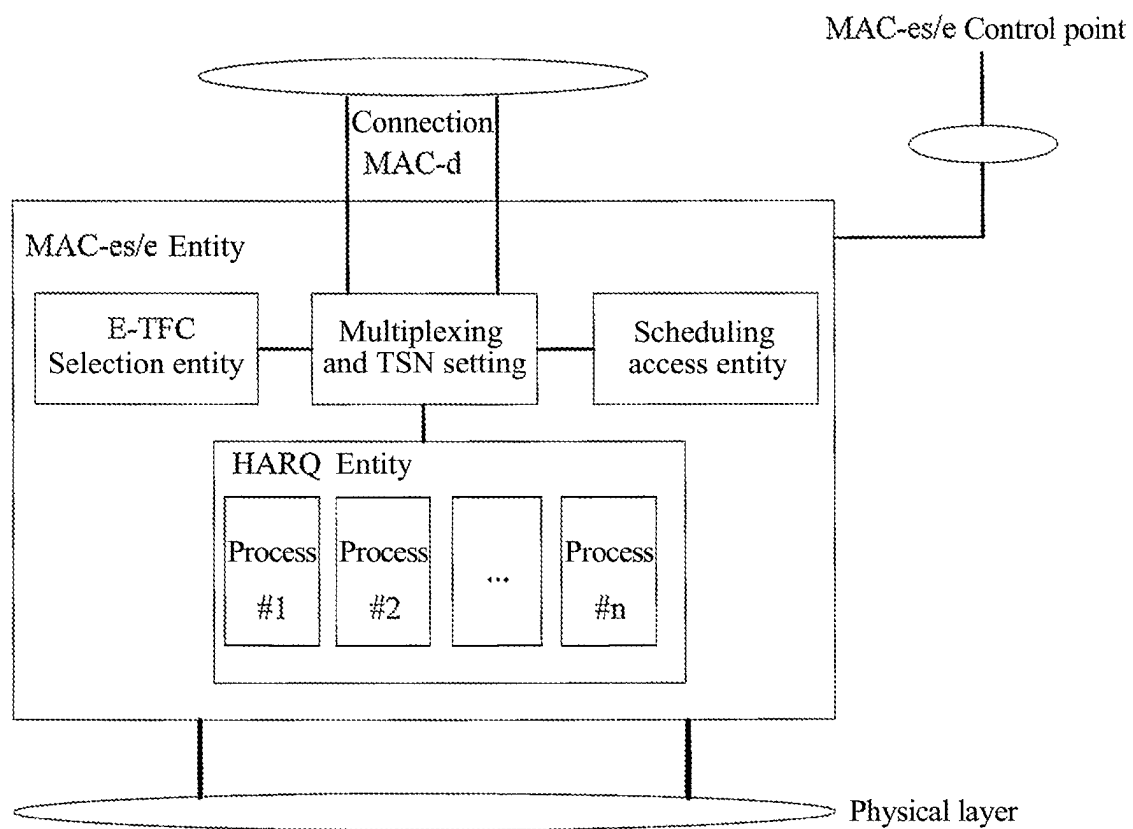 MAC-es/e Control point
Connection
MAC-d
MAC-es/e Entity
E-TFC
Selection entity
Multiplexing
and TSN setting
Scheduling
access entity
HARQ Entity
Process
#1
Process
#2
...
Process
#n
Physical layer